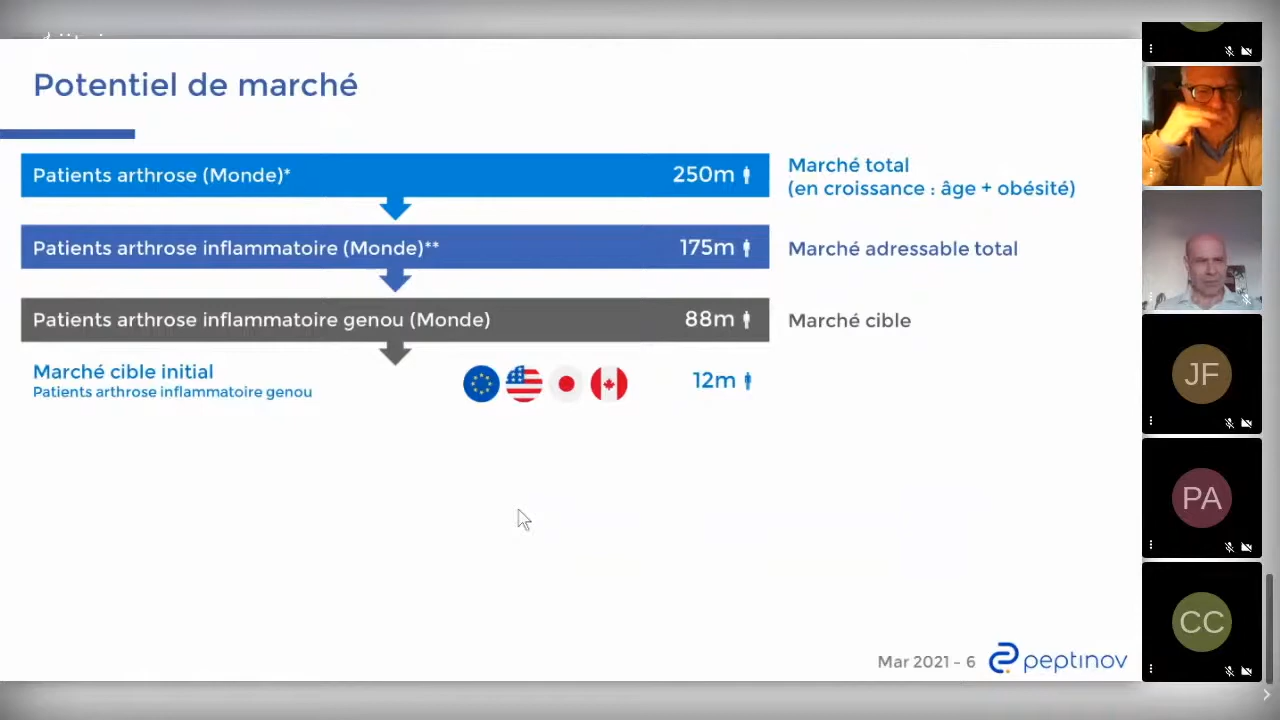 Potentiel de marché
Patients arthrose (Monde)* 250m
Marché total
(en croissance : âge + obésité)
Patients arthrose inflammatoire (Monde)** 175m
Marché adressable total
Patients arthrose inflammatoire genou (Monde) 88m
Marché cible
Marché cible initial
Patients arthrose inflammatoire genou
12m
Mar 2021 - 6
peptinov
JF
PA
CC